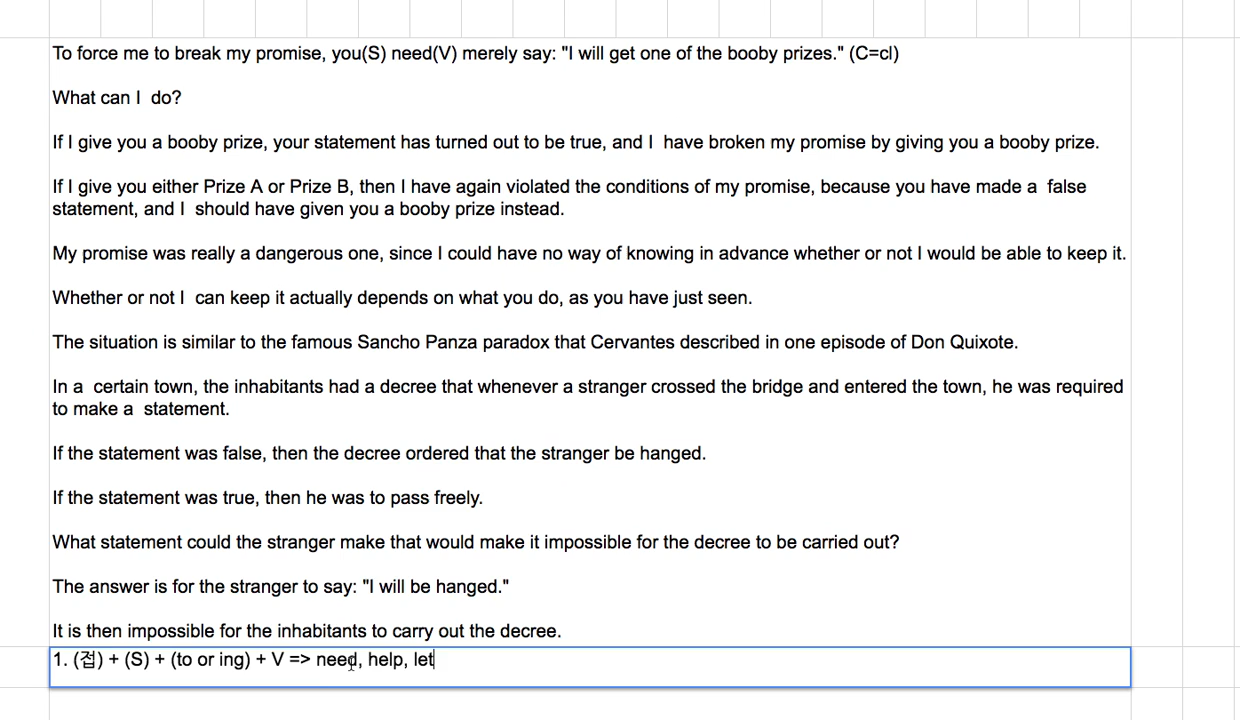 To force me to break my promise, you(S) need(V) merely say: "I will get one of the booby prizes." (C=cl)
What can I  do?
If I give you a booby prize, your statement has turned out to be true, and I  have broken my promise by giving you a booby prize.
If I give you either Prize A or Prize B, then I have again violated the conditions of my promise, because you have made a  false
statement, and I  should have given you a booby prize instead.
My promise was really a dangerous one, since I could have no way of knowing in advance whether or not I would be able to keep it.
Whether or not I  can keep it actually depends on what you do, as you have just seen.
The situation is similar to the famous Sancho Panza paradox that Cervantes described in one episode of Don Quixote.
In a  certain town, the inhabitants had a decree that whenever a stranger crossed the bridge and entered the town, he was required
to make a  statement.
If the statement was false, then the decree ordered that the stranger be hanged.
If the statement was true, then he was to pass freely.
What statement could the stranger make that would make it impossible for the decree to be carried out?
The answer is for the stranger to say: "I will be hanged."
It is then impossible for the inhabitants to carry out the decree.
1. (접) + (S) + (to or ing) + V => need, help, let